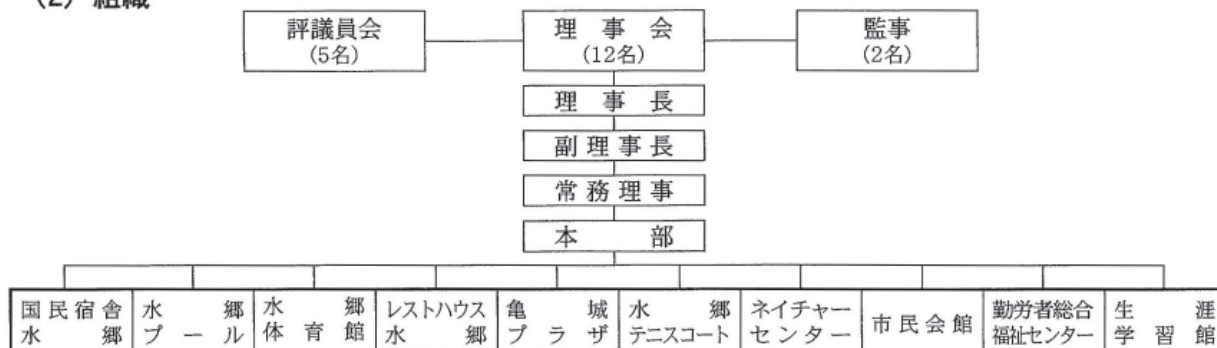 (2) 組織
評議員会
(5名)
理事会
(12名)
監事
(2名)
理事長
副理事長
常務理事
本部
国民宿舎
水郷
水郷
プール
水郷
体育館
レストハウス
水郷
亀城
プラザ
水郷
テニスコート
ネイチャー
センター
市民会館
勤労者総合
福祉センター
生涯
学習館